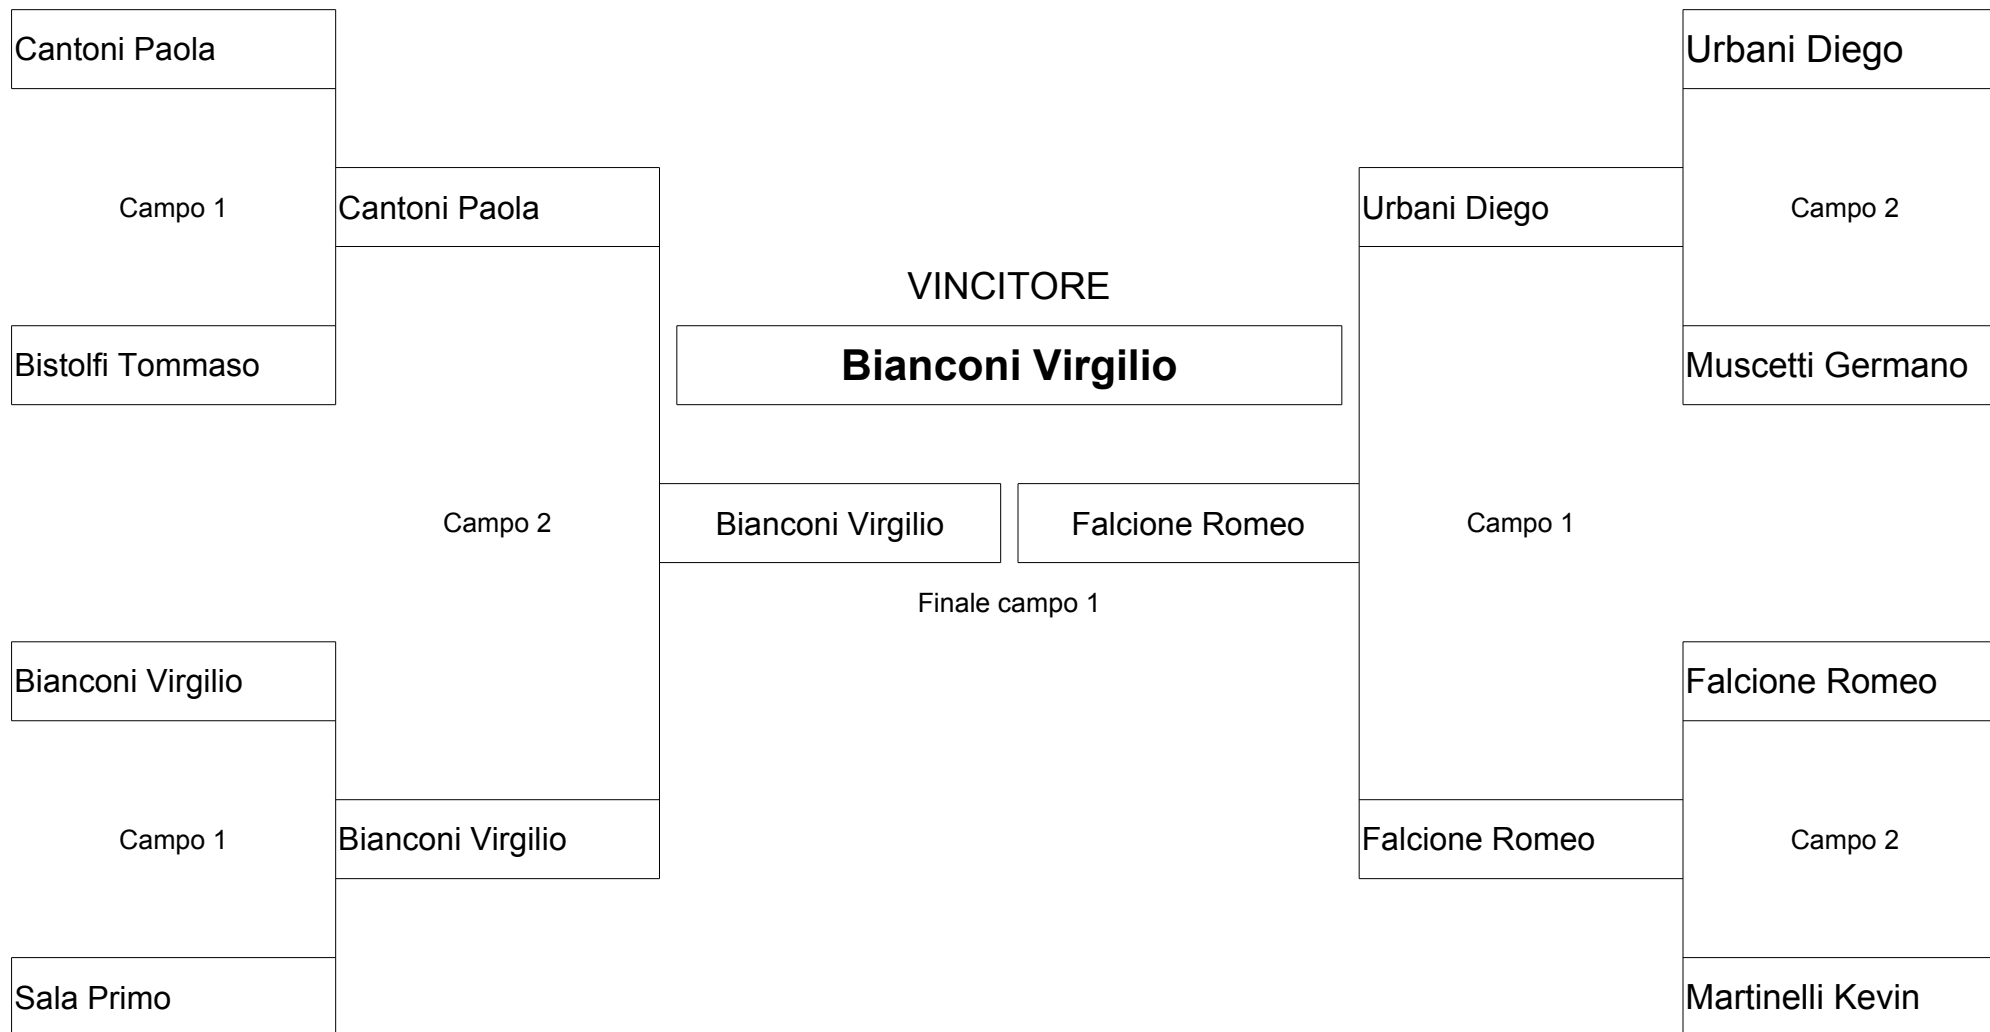 Cantoni Paola
Urbani Diego
Campo 1
Cantoni Paola
Urbani Diego
Campo 2
VINCITORE
Bistolfi Tommaso
Bianconi Virgilio
Muscetti Germano
Campo 2
Bianconi Virgilio
Falcione Romeo
Campo 1
Finale campo 1
Bianconi Virgilio
Falcione Romeo
Campo 1
Bianconi Virgilio
Falcione Romeo
Campo 2
Sala Primo
Martinelli Kevin